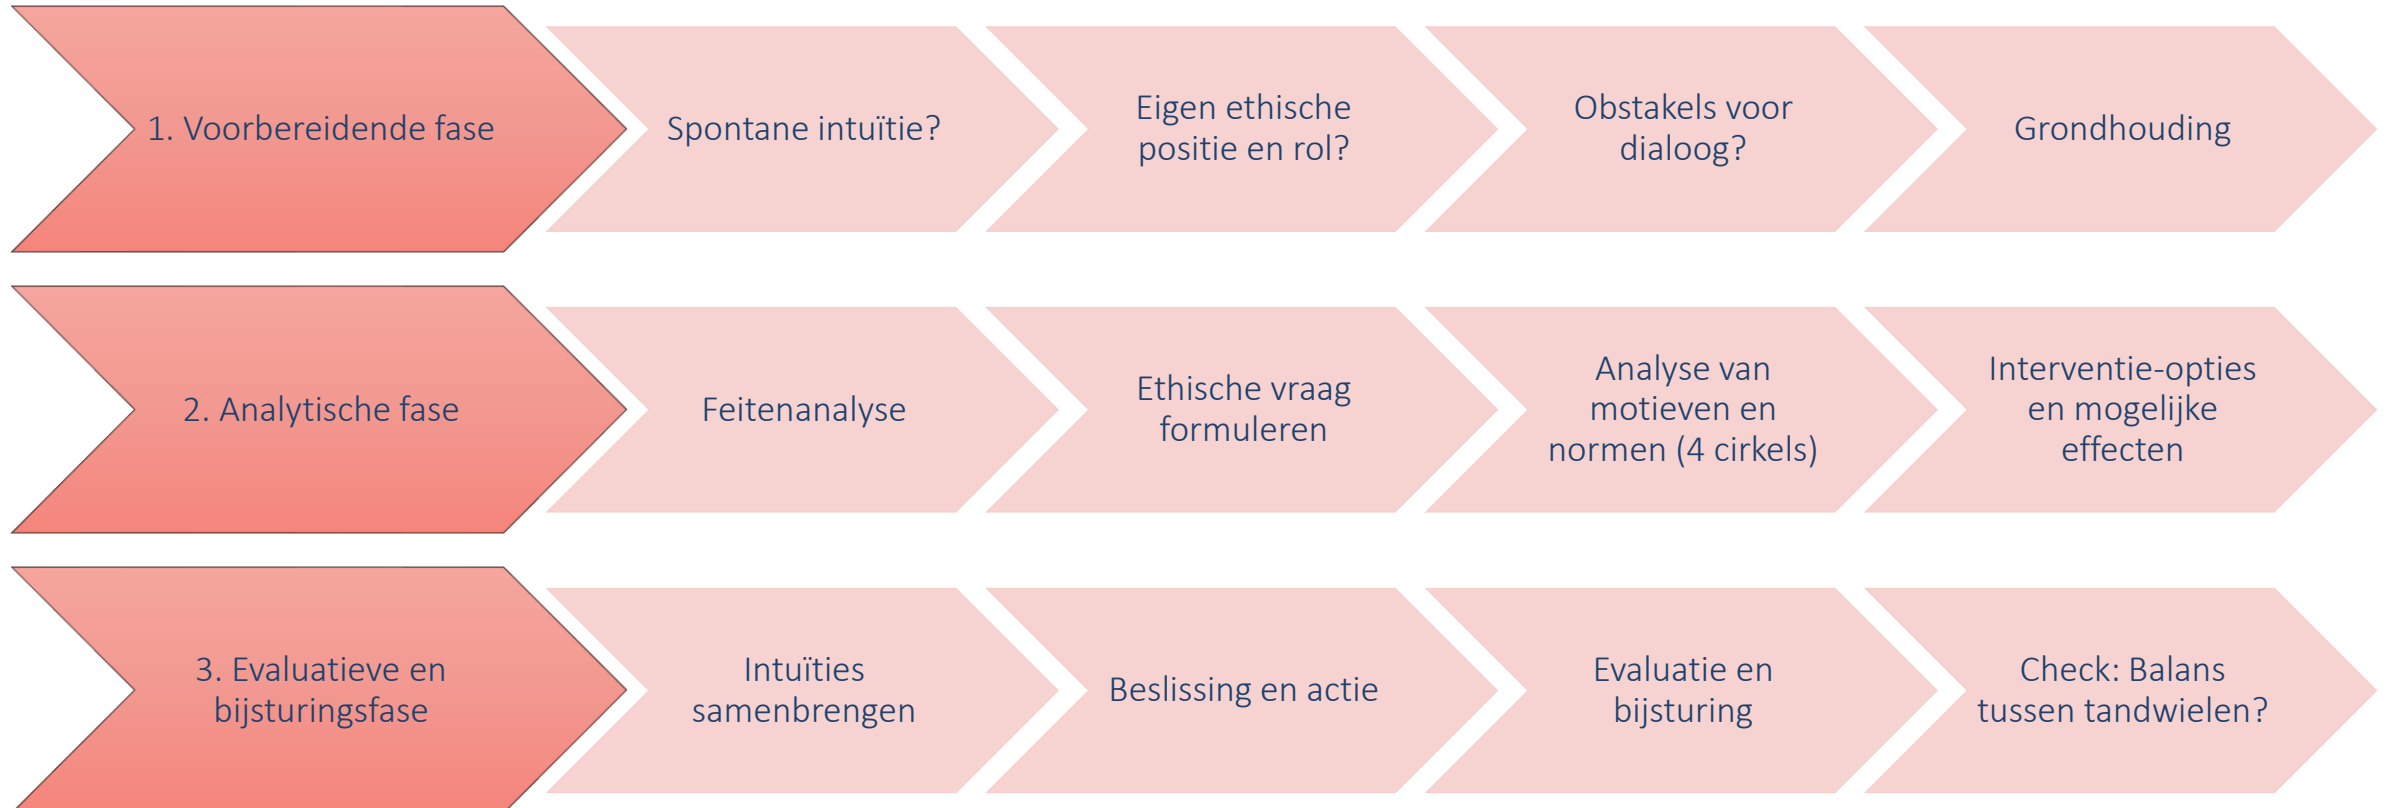 1. Voorbereidende fase
Spontane intuïtie?
Eigen ethische
positie en rol?
Obstakels voor
dialoog?
Grondhouding
2. Analytische fase
Feitenanalyse
Ethische vraag
formuleren
Analyse van
motieven en
normen (4 cirkels)
Interventie-opties
en mogelijke
effecten
3. Evaluatieve en
bijsturingsfase
Intuïties
samenbrengen
Beslissing en actie
Evaluatie en
bijsturing
Check: Balans
tussen tandwielen?